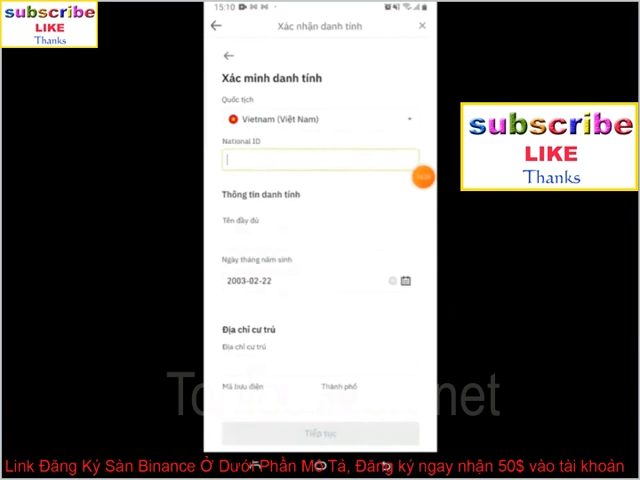 subscribe
LIKE
Thanks
15:10
Xác nhận danh tính
Xác minh danh tính
Quốc tịch
Vietnam (Việt Nam)
National ID
subscribe
LIKE
Thanks
Thông tin danh tính
Tên đầy đủ
Ngày tháng năm sinh
2003-02-22
Địa chỉ cư trú
Địa chỉ cư trú
Mã bưu điện
Thành phố
Tiếp tục
Link Đăng Ký Sàn Binance Ở Dưới Phần Mô Tả, Đăng ký ngay nhận 50$ vào tài khoản